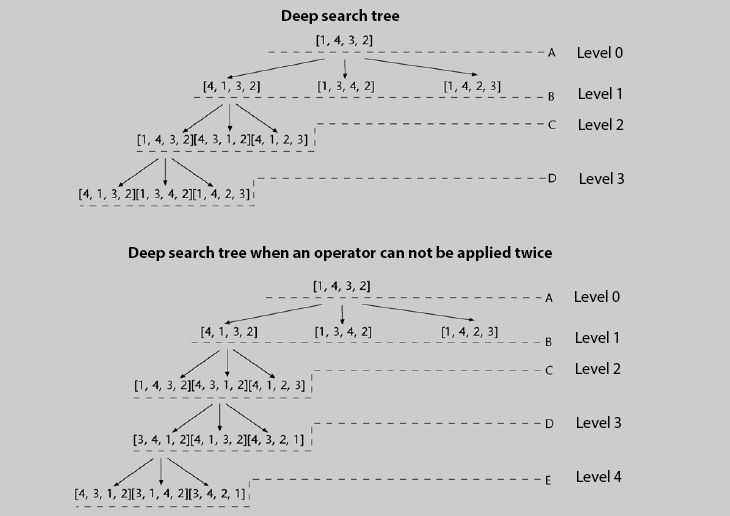 Deep search tree
[1, 4, 3, 2]
A Level 0
[4, 1, 3, 2] [1, 3, 4, 2] [1, 4, 2, 3]
B Level 1
C Level 2
[1, 4, 3, 2][4, 3, 1, 2][4, 1, 2, 3]
D Level 3
[4, 1, 3, 2][1, 3, 4, 2][1, 4, 2, 3]
Deep search tree when an operator can not be applied twice
[1, 4, 3, 2]
A Level 0
[4, 1, 3, 2] [1, 3, 4, 2] [1, 4, 2, 3]
B Level 1
C Level 2
[1, 4, 3, 2][4, 3, 1, 2][4, 1, 2, 3]
D Level 3
[3, 4, 1, 2][4, 1, 3, 2][4, 3, 2, 1]
E Level 4
[4, 3, 1, 2][3, 1, 4, 2][3, 4, 2, 1]